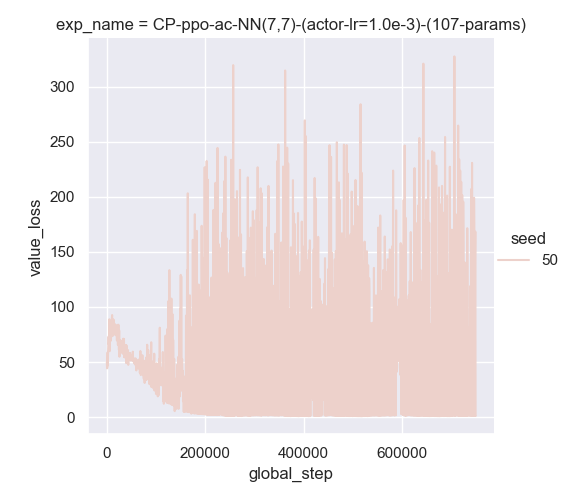 exp_name = CP-ppo-ac-NN(7,7)-(actor-lr=1.0e-3)-(107-params)
300
250
200
150
100
50
0
value_loss
0 200000 400000 600000
global_step
seed
50